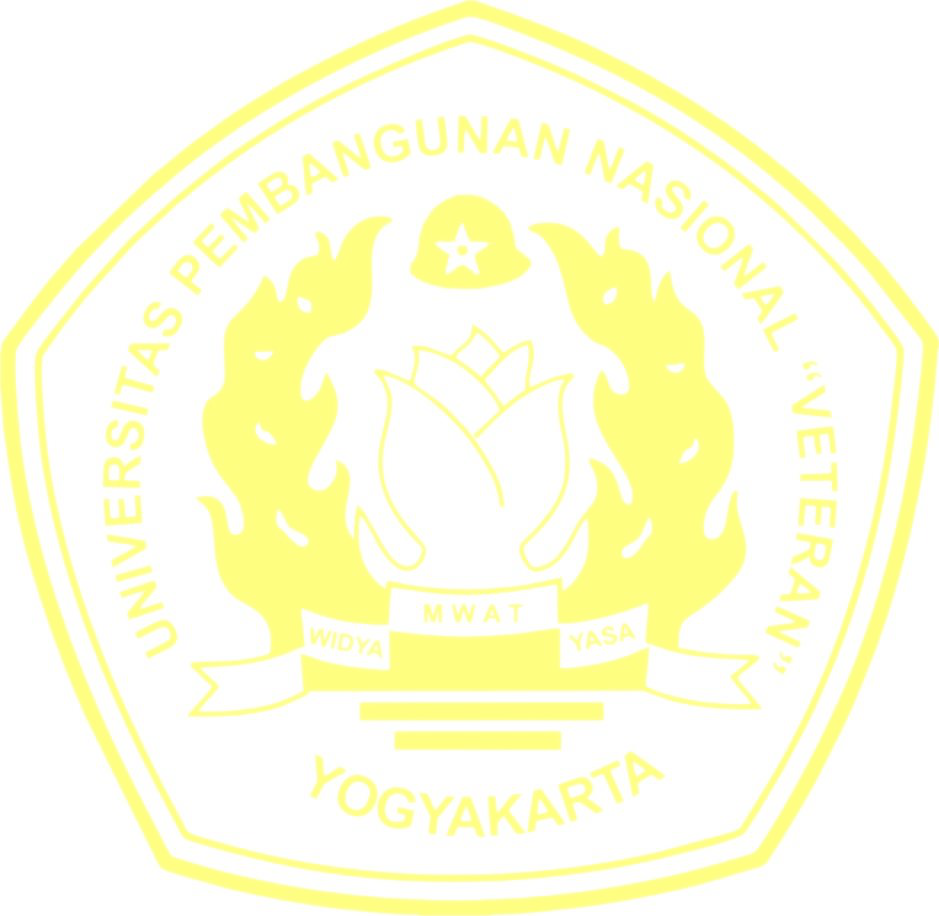 UNIVERSITAS PEMBANGUNAN NASIONAL “VETERAN”
WIDYA MWAT YASA
YOGYAKARTA